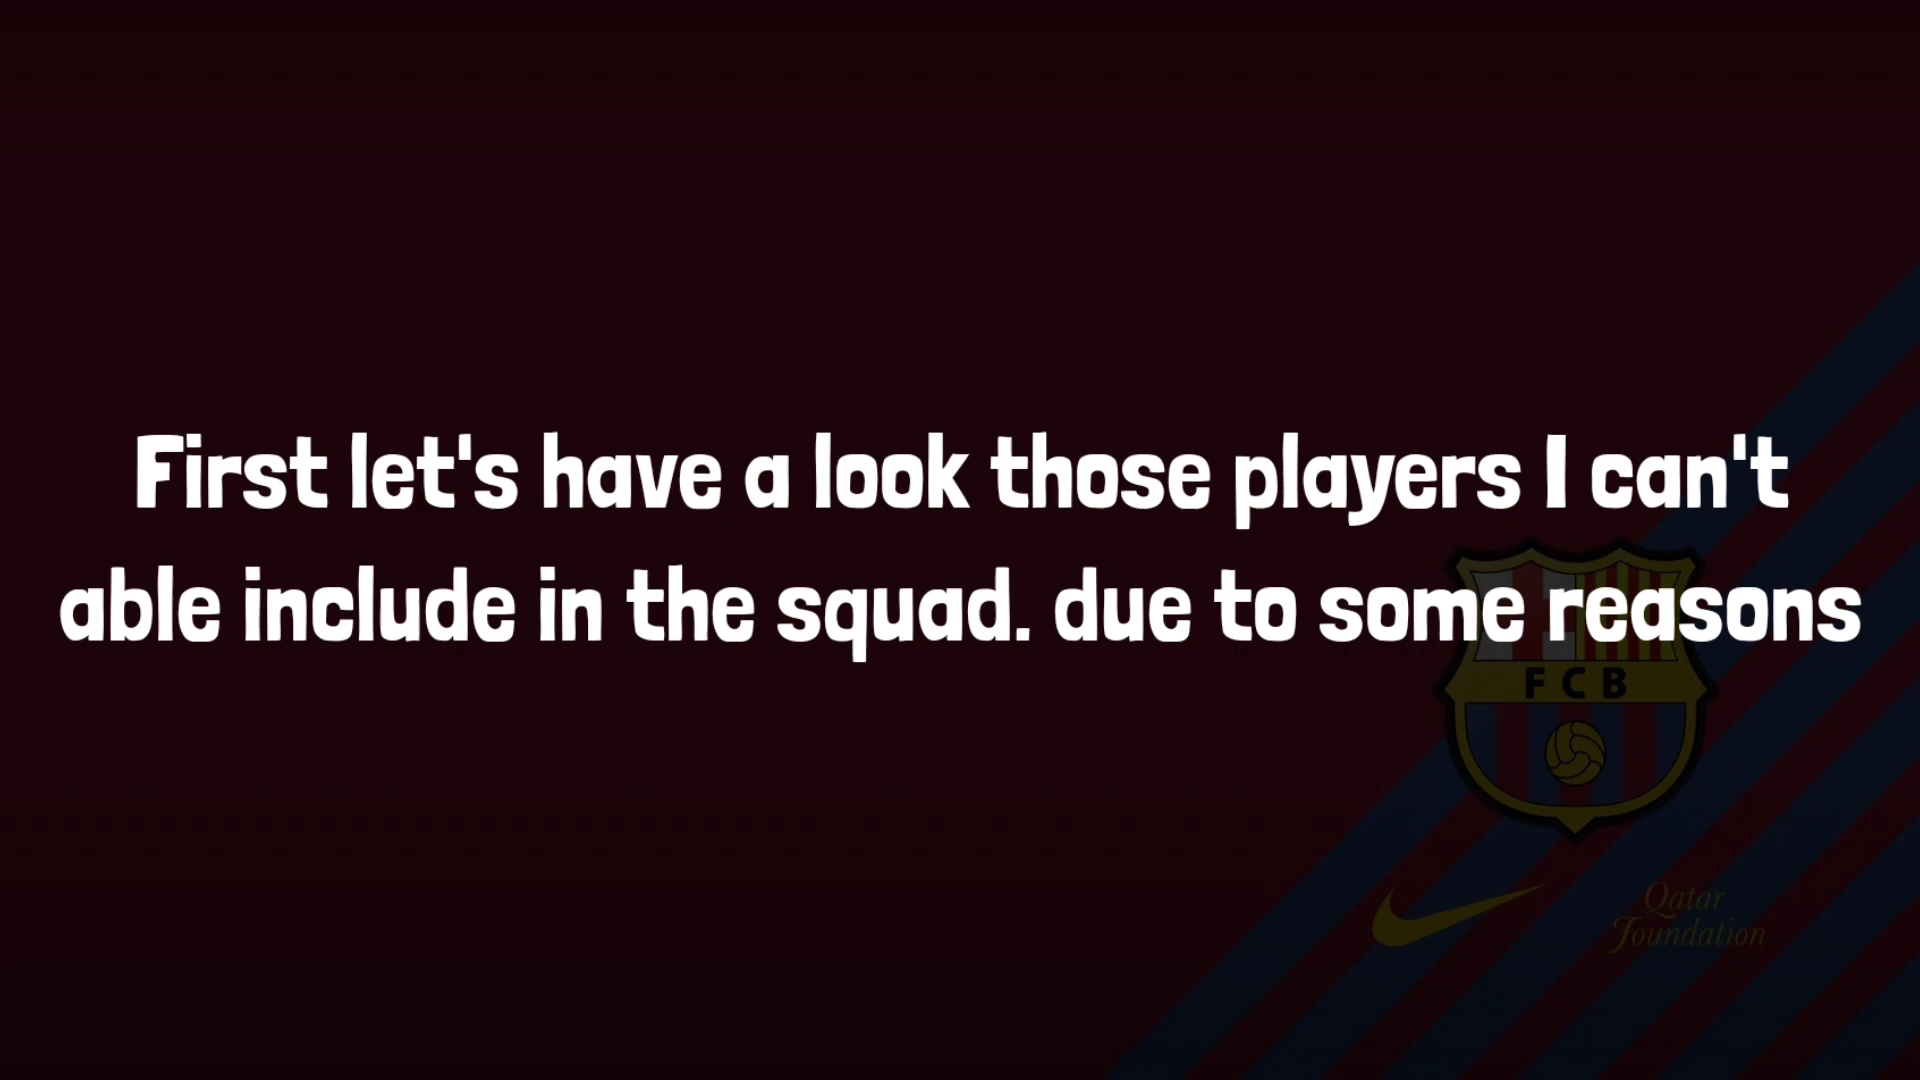 First let's have a look those players I can't
able include in the squad. due to some reasons
FCB
Qatar
Foundation